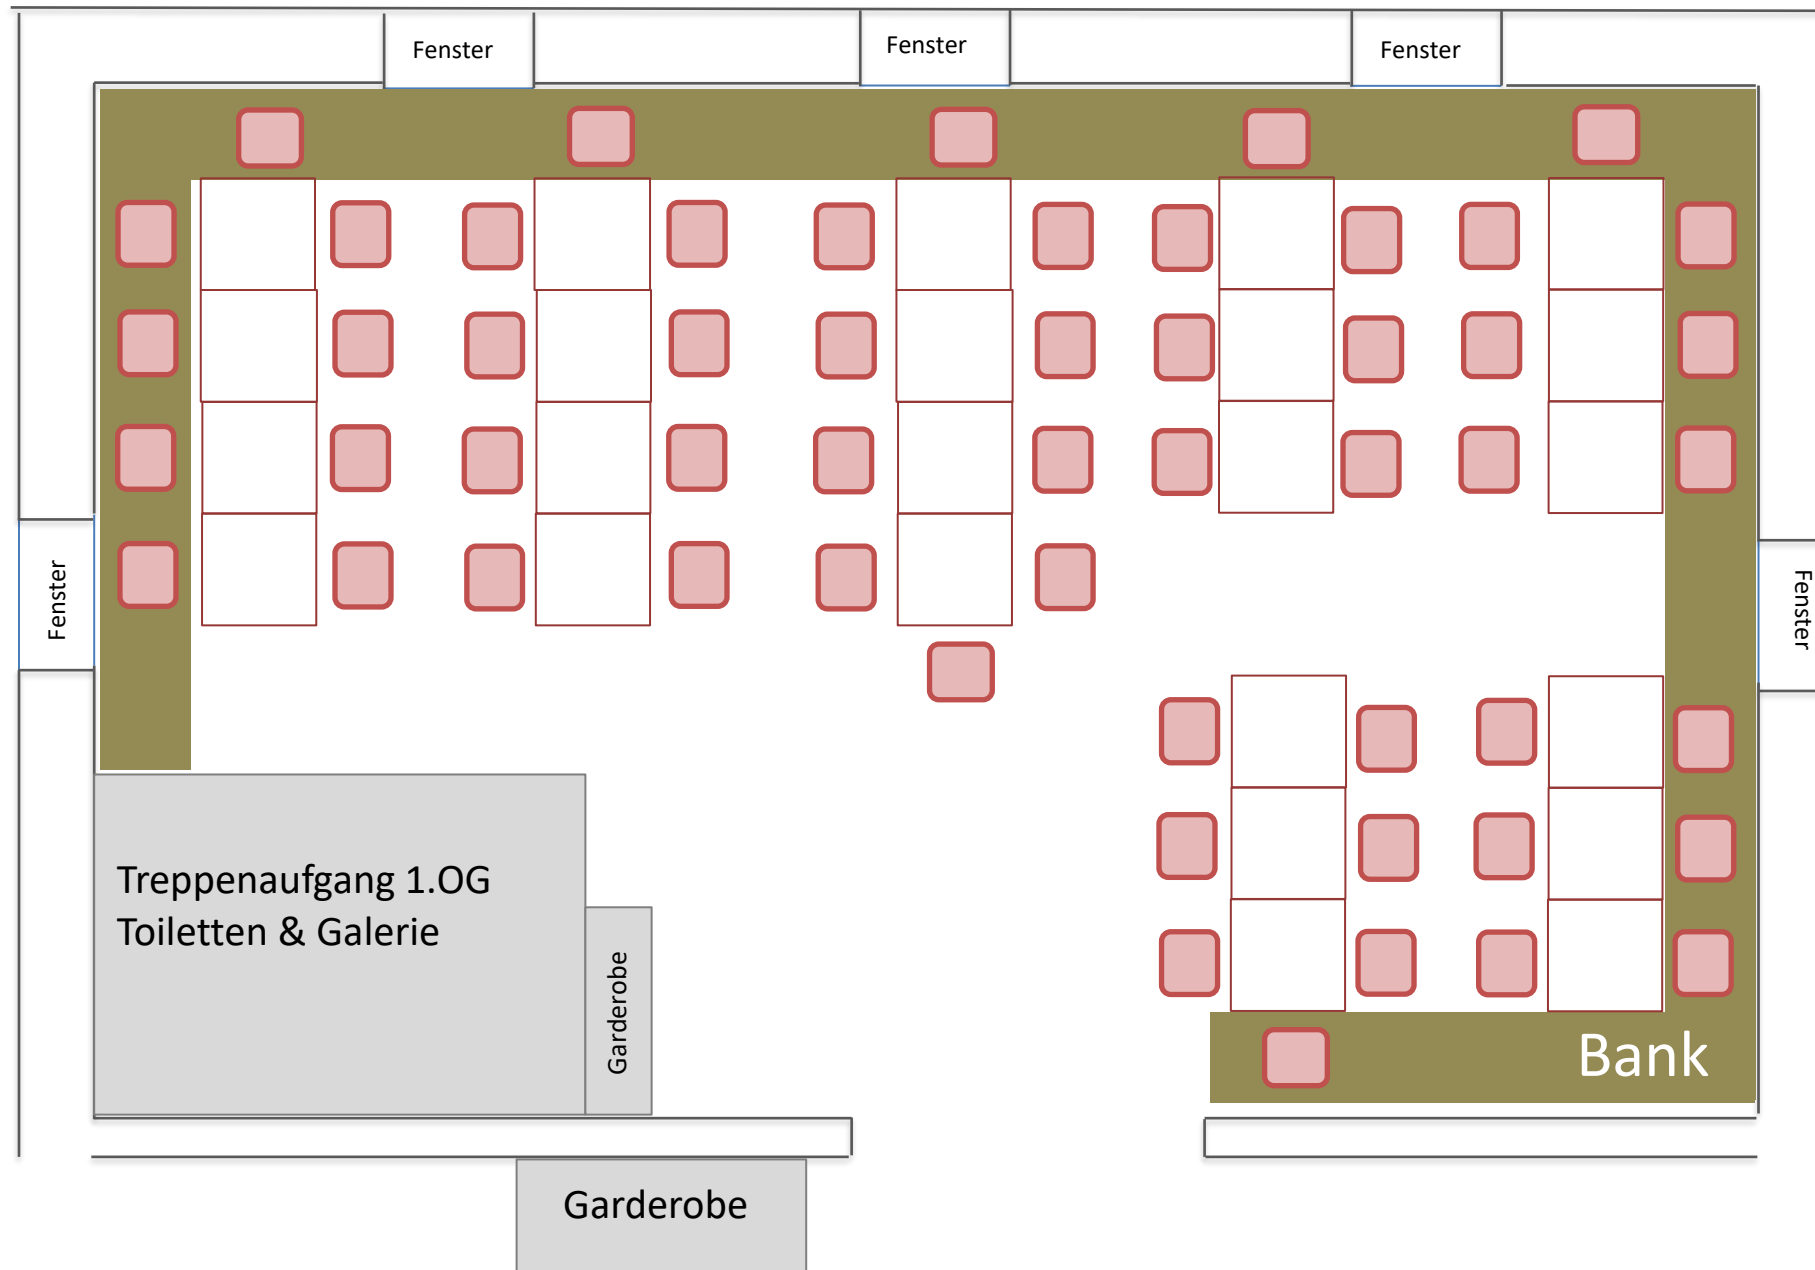 Fenster
Fenster
Fenster
Fenster
Fenster
Treppenaufgang 1.OG
Toiletten & Galerie
Garderobe
Bank
Garderobe